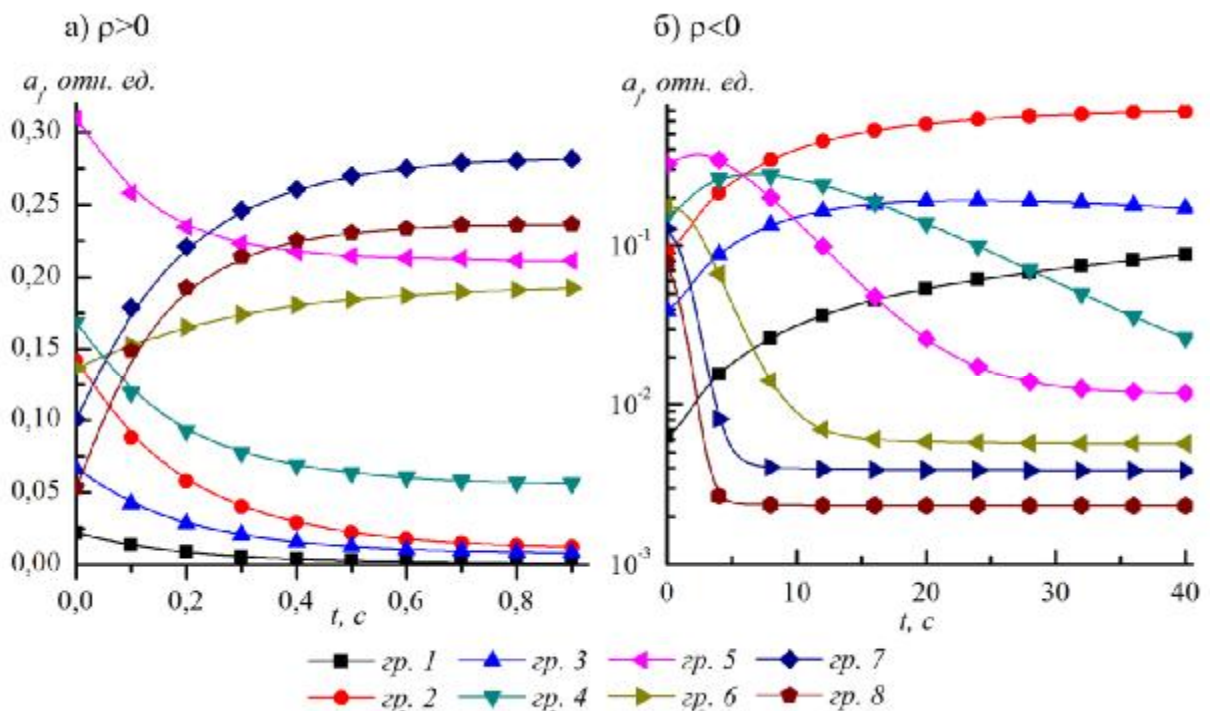 а) ρ>0
a_j, отн. ед.
0,30
0,25
0,20
0,15
0,10
0,05
0,00
0,0 0,2 0,4 0,6 0,8
t, с
б) ρ<0
a_j, отн. ед.
10⁻¹
10⁻²
10⁻³
0 10 20 30 40
t, с
гр. 1 гр. 3 гр. 5 гр. 7
гр. 2 гр. 4 гр. 6 гр. 8